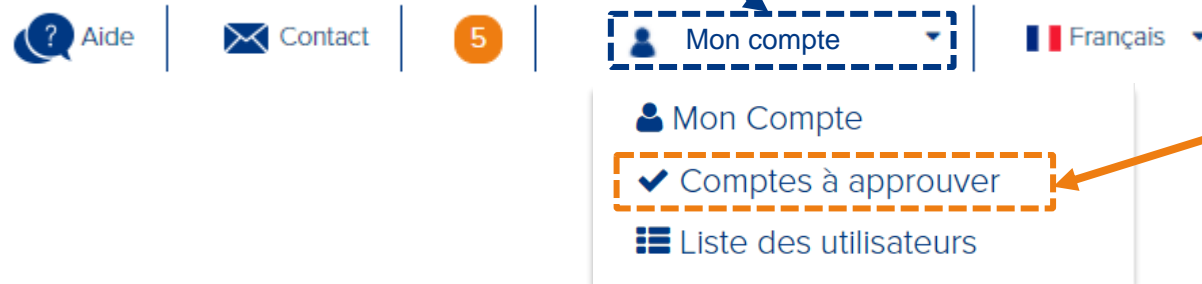 ? Aide Contact 5 Mon compte Français
Mon Compte
Comptes à approuver
Liste des utilisateurs